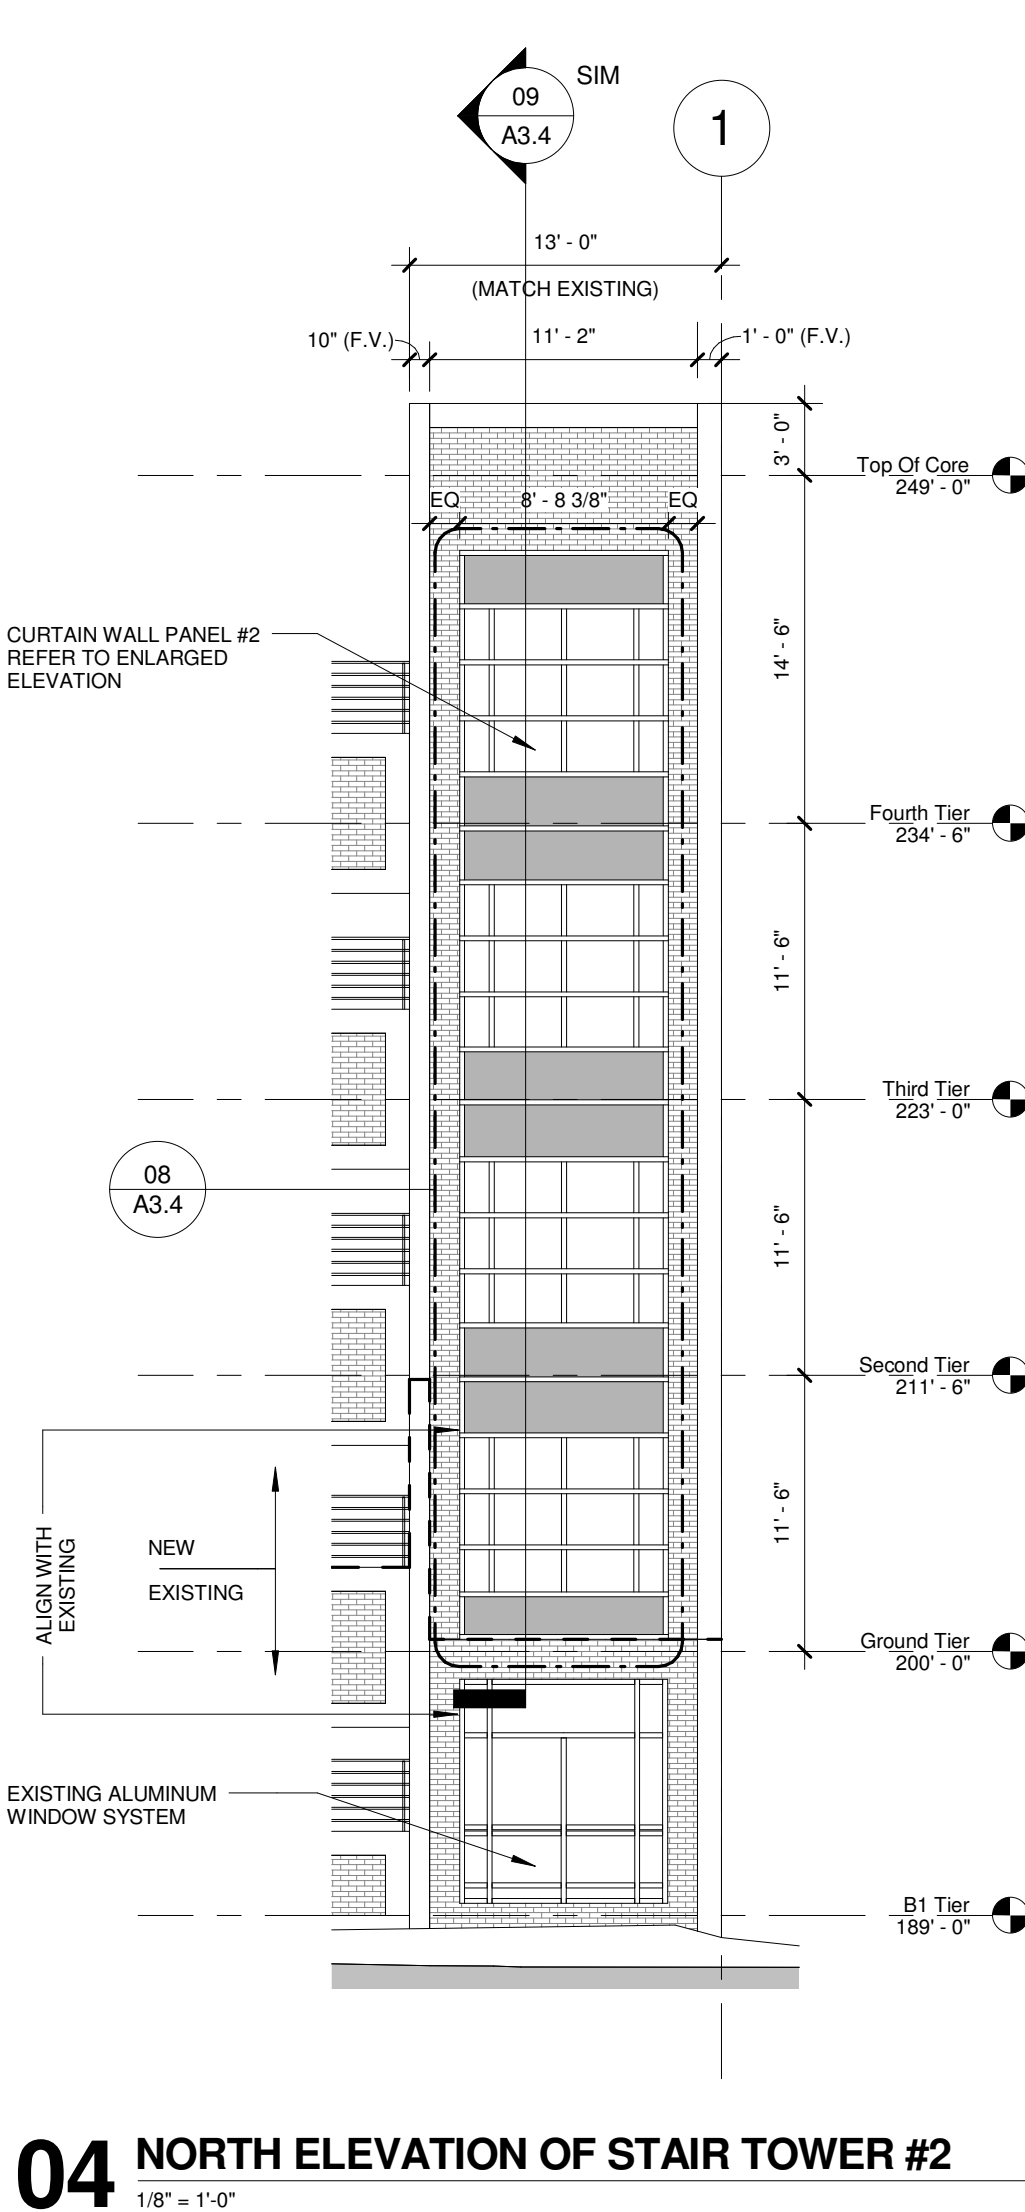 SIM
09
A3.4
1
13' - 0"
(MATCH EXISTING)
10" (F.V.)
11' - 2"
1' - 0" (F.V.)
3' - 0"
Top Of Core
249' - 0"
EQ
8' - 8 3/8"
EQ
CURTAIN WALL PANEL #2
REFER TO ENLARGED
ELEVATION
14' - 6"
Fourth Tier
234' - 6"
11' - 6"
Third Tier
223' - 0"
08
A3.4
11' - 6"
Second Tier
211' - 6"
11' - 6"
ALIGN WITH
EXISTING
NEW
EXISTING
Ground Tier
200' - 0"
EXISTING ALUMINUM
WINDOW SYSTEM
B1 Tier
189' - 0"
04
NORTH ELEVATION OF STAIR TOWER #2
1/8" = 1'-0"